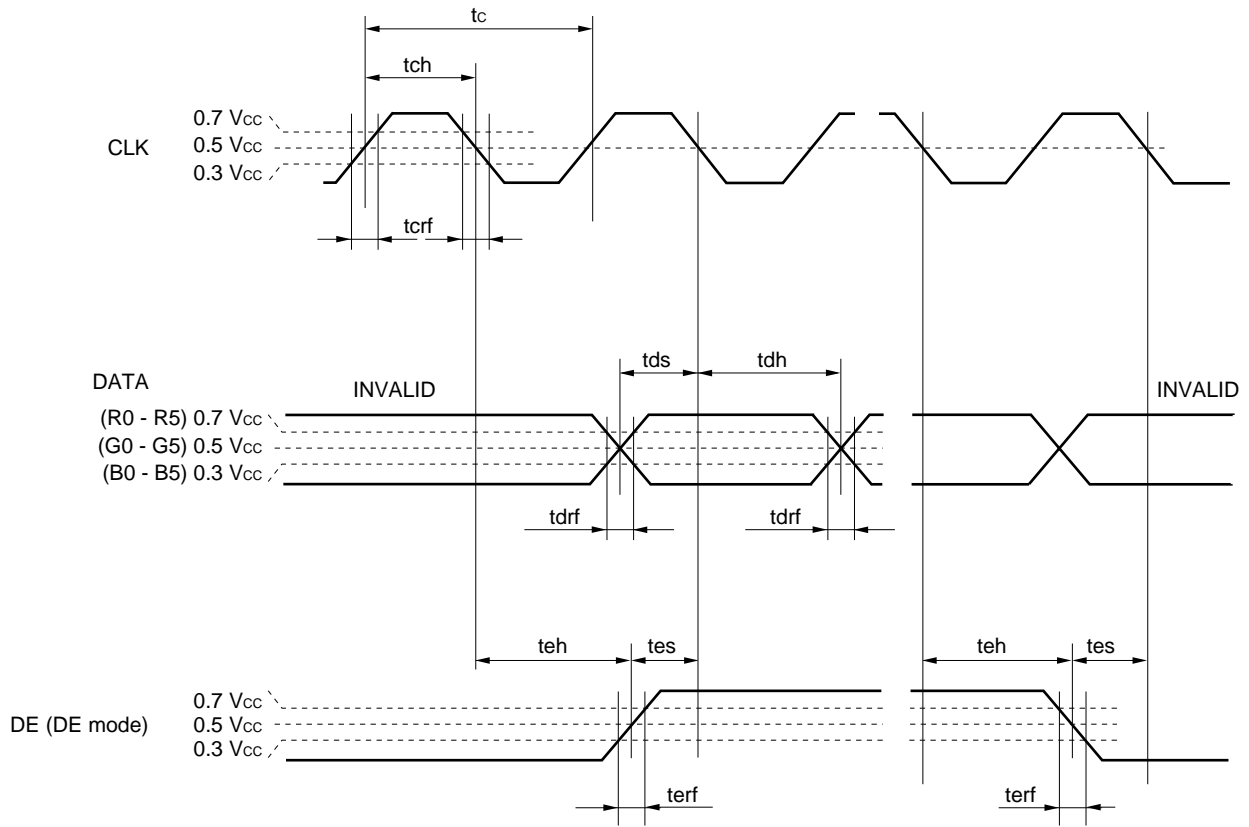 tc
tch
0.7 Vcc
CLK 0.5 Vcc
0.3 Vcc
tcrf
tds tdh
DATA INVALID INVALID
(R0 - R5) 0.7 Vcc
(G0 - G5) 0.5 Vcc
(B0 - B5) 0.3 Vcc
tdrf tdrf
teh tes teh tes
0.7 Vcc
DE (DE mode) 0.5 Vcc
0.3 Vcc
terf terf